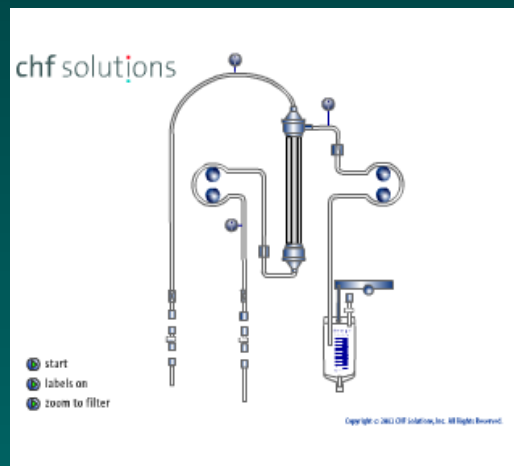 chf solutions
start
labels on
zoom to filter
Copyright © 2002 CHF Solutions, Inc. All Rights Reserved.